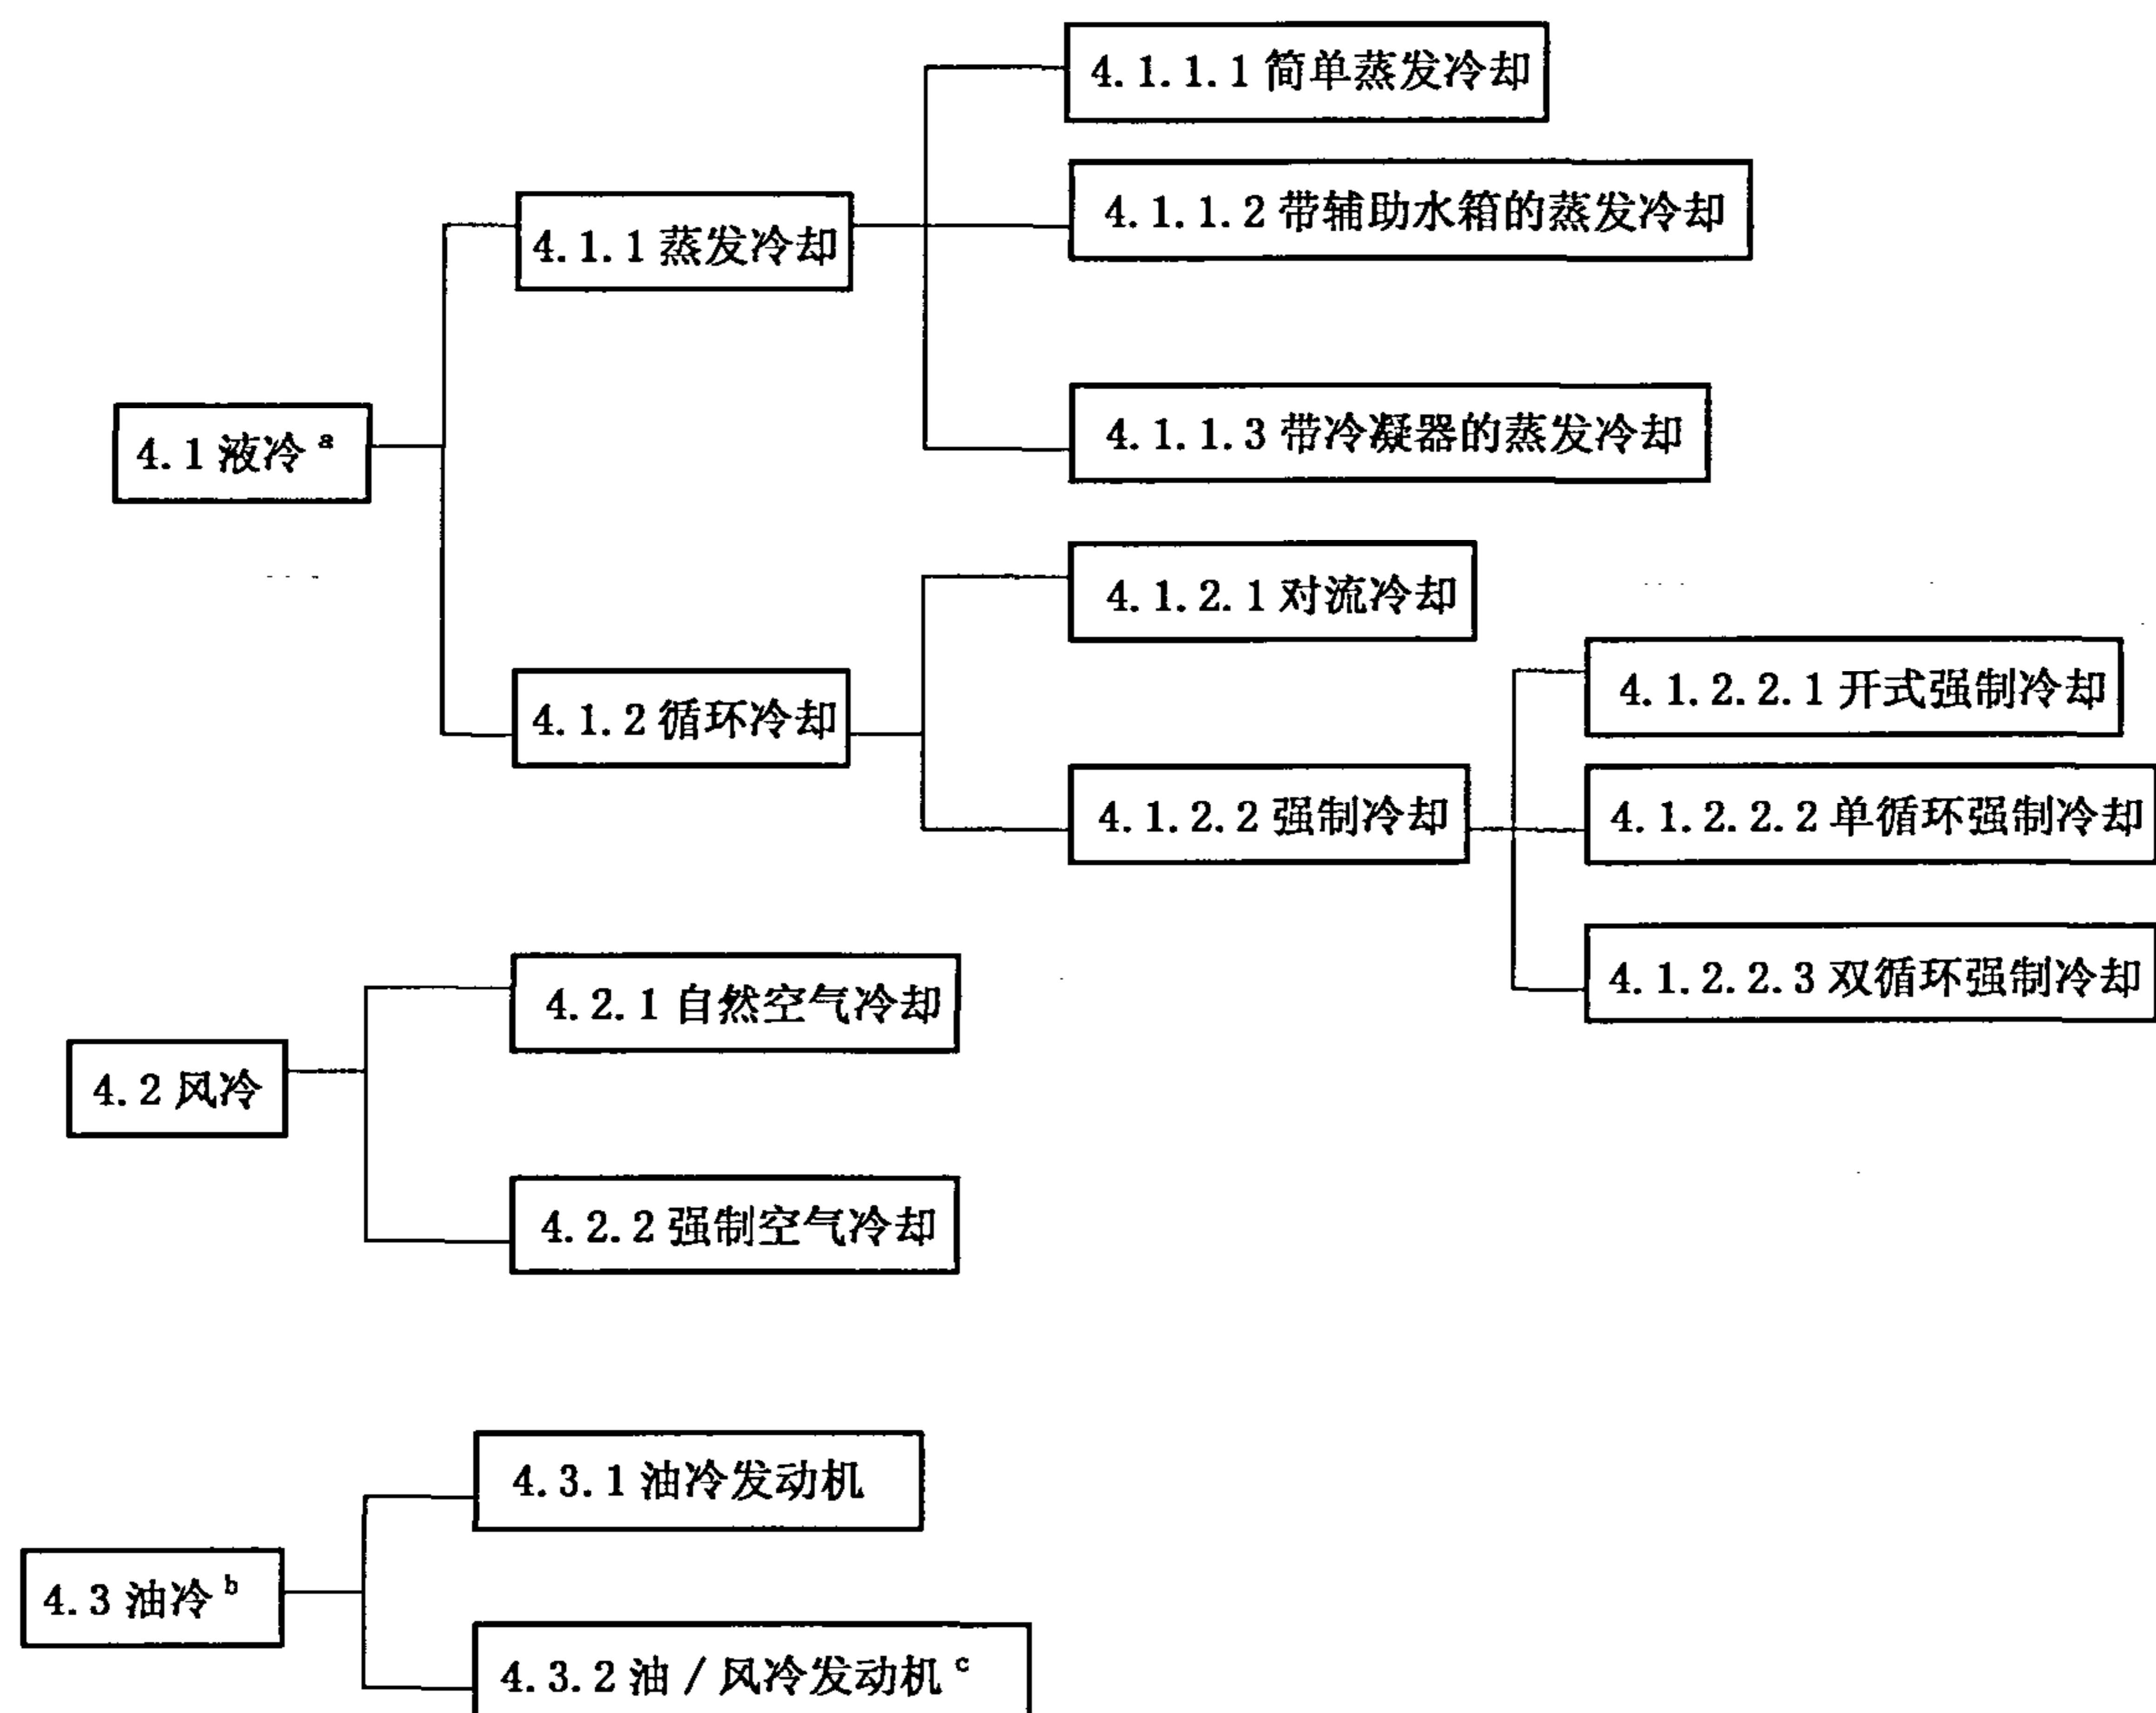 4.1.1.1 简单蒸发冷却
4.1.1.2 带辅助水箱的蒸发冷却
4.1.1 蒸发冷却
4.1.1.3 带冷凝器的蒸发冷却
4.1 液冷 a
4.1.2.1 对流冷却
4.1.2.2.1 开式强制冷却
4.1.2 循环冷却
4.1.2.2 强制冷却
4.1.2.2.2 单循环强制冷却
4.1.2.2.3 双循环强制冷却
4.2.1 自然空气冷却
4.2 风冷
4.2.2 强制空气冷却
4.3.1 油冷发动机
4.3 油冷 b
4.3.2 油/风冷发动机 c